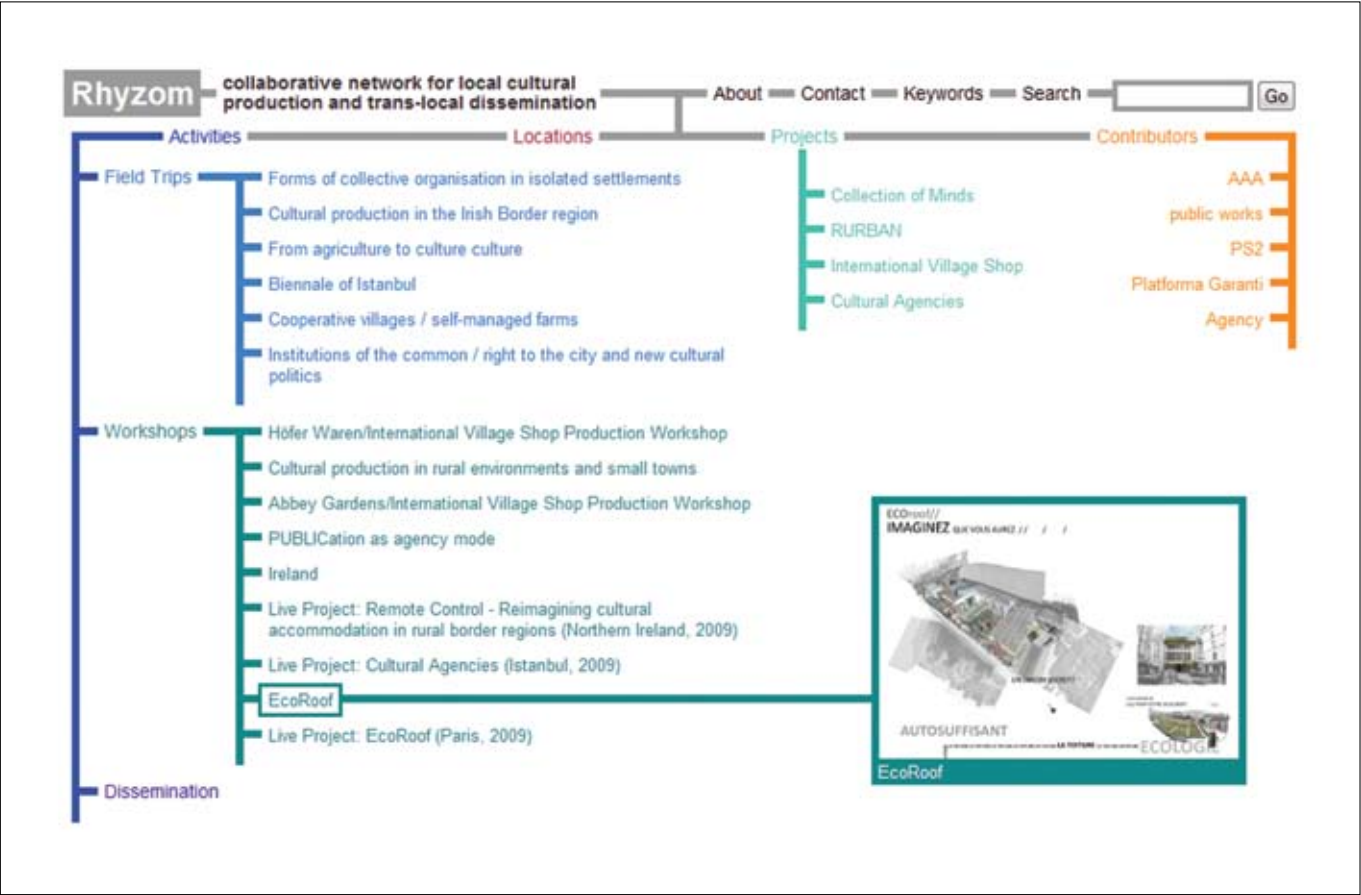 Rhyzom
collaborative network for local cultural
production and trans-local dissemination
About
Contact
Keywords
Search
Go
Activities
Locations
Projects
Contributors
Field Trips
Forms of collective organisation in isolated settlements
Cultural production in the Irish Border region
From agriculture to culture culture
Biennale of Istanbul
Cooperative villages / self-managed farms
Institutions of the common / right to the city and new cultural
politics
Collection of Minds
RURBAN
International Village Shop
Cultural Agencies
AAA
public works
PS2
Platforma Garanti
Agency
Workshops
Höfer Waren/International Village Shop Production Workshop
Cultural production in rural environments and small towns
Abbey Gardens/International Village Shop Production Workshop
PUBLICation as agency mode
Ireland
Live Project: Remote Control - Reimagining cultural
accommodation in rural border regions (Northern Ireland, 2009)
Live Project: Cultural Agencies (Istanbul, 2009)
EcoRoof
Live Project: EcoRoof (Paris, 2009)
ECOroof//
IMAGINEZ QUE VOUS AUREZ // / /
AUTOSUFFISANT
LA TOITURE
ECOLOGIE
EcoRoof
Dissemination